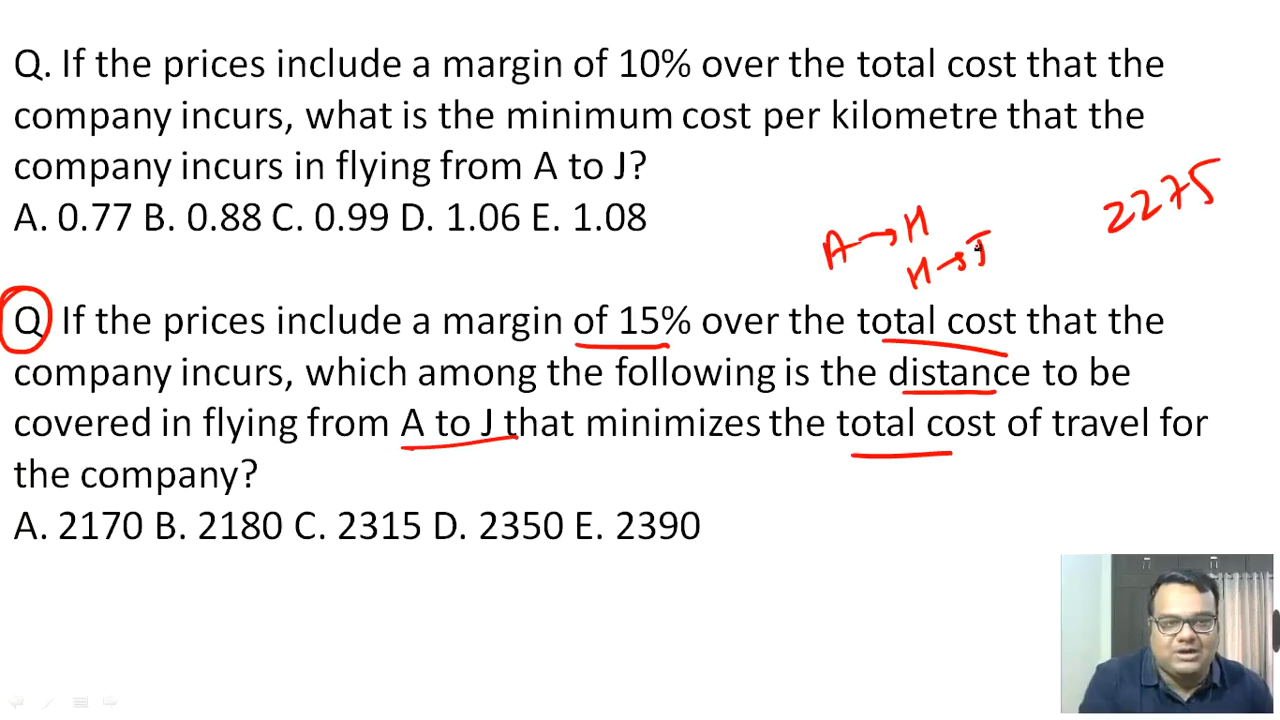 Q. If the prices include a margin of 10% over the total cost that the
company incurs, what is the minimum cost per kilometre that the
company incurs in flying from A to J?
A. 0.77 B. 0.88 C. 0.99 D. 1.06 E. 1.08
2275
A → H
H → J
Q If the prices include a margin of 15% over the total cost that the
company incurs, which among the following is the distance to be
covered in flying from A to J that minimizes the total cost of travel for
the company?
A. 2170 B. 2180 C. 2315 D. 2350 E. 2390